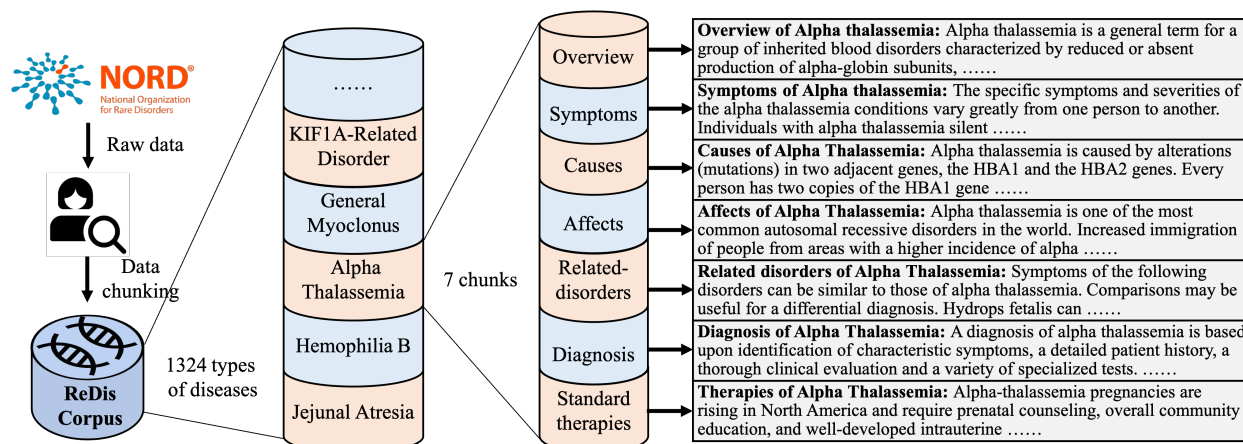 NORD®
National Organization
for Rare Disorders
Raw data
Data
chunking
ReDis
Corpus
1324 types
of diseases
......
KIF1A-Related
Disorder
General
Myoclonus
Alpha
Thalassemia
Hemophilia B
Jejunal Atresia
7 chunks
Overview
Symptoms
Causes
Affects
Related-
disorders
Diagnosis
Standard
therapies
Overview of Alpha thalassemia: Alpha thalassemia is a general term for a
group of inherited blood disorders characterized by reduced or absent
production of alpha-globin subunits, ......
Symptoms of Alpha thalassemia: The specific symptoms and severities of
the alpha thalassemia conditions vary greatly from one person to another.
Individuals with alpha thalassemia silent ......
Causes of Alpha Thalassemia: Alpha thalassemia is caused by alterations
(mutations) in two adjacent genes, the HBA1 and the HBA2 genes. Every
person has two copies of the HBA1 gene ......
Affects of Alpha Thalassemia: Alpha thalassemia is one of the most
common autosomal recessive disorders in the world. Increased immigration
of people from areas with a higher incidence of alpha ......
Related disorders of Alpha Thalassemia: Symptoms of the following
disorders can be similar to those of alpha thalassemia. Comparisons may be
useful for a differential diagnosis. Hydrops fetalis can ......
Diagnosis of Alpha Thalassemia: A diagnosis of alpha thalassemia is based
upon identification of characteristic symptoms, a detailed patient history, a
thorough clinical evaluation and a variety of specialized tests. ......
Therapies of Alpha Thalassemia: Alpha-thalassemia pregnancies are
rising in North America and require prenatal counseling, overall community
education, and well-developed intrauterine ......